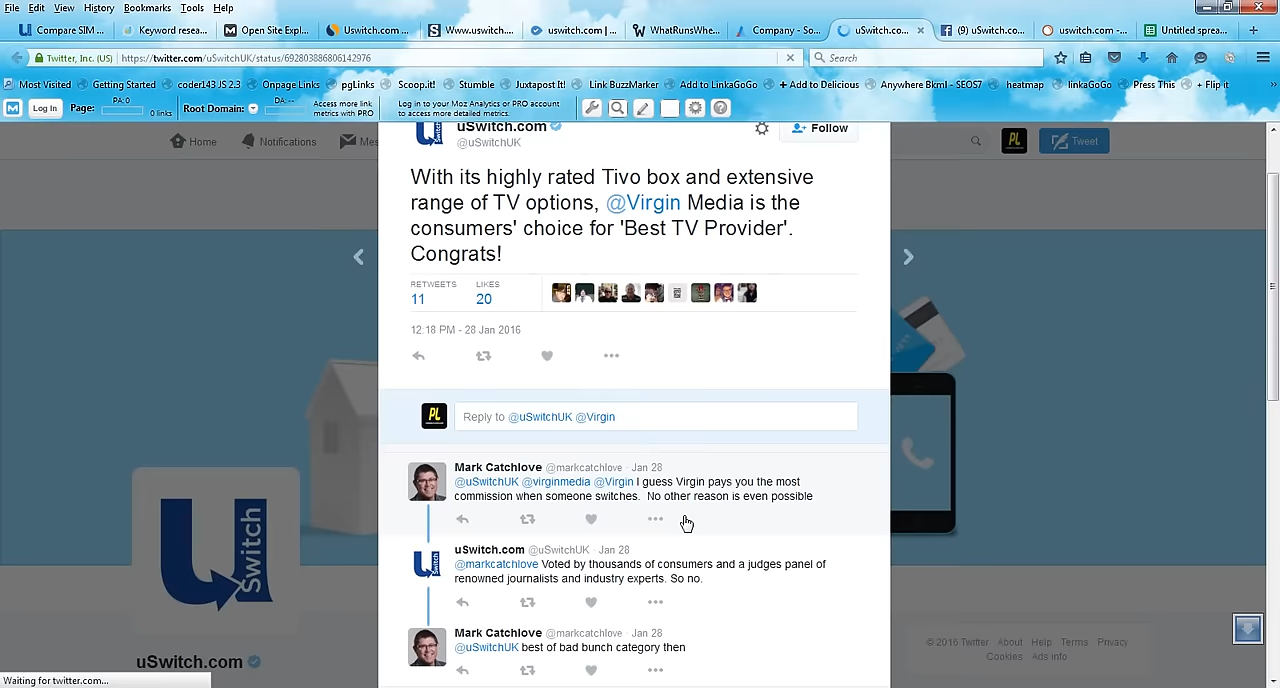 File Edit View History Bookmarks Tools Help
Compare SIM ... Keyword resea... Open Site Expl... Uswitch.com ... Www.uswitch.... uswitch.com | ... WhatRunsWhe... Company - So... uSwitch.co... (9) uSwitch.co... uswitch.com -... Untitled sprea...
Twitter, Inc. (US) https://twitter.com/uSwitchUK/status/692803886806142976 Search
Most Visited Getting Started coder143 JS 2.3 Onpage Links pglinks Scoop.it! Stumble! Juxtapost It! Link BuzzMarker Add to LinkaGoGo + Add to Delicious Anywhere Bkml - SEOS7 heatmap linkaGoGo Press This + Flip it
Log In Page: DA: 0 0 links Root Domain: DA: -- Access more link metrics with PRO Log in to your Moz Analytics or PRO account to access more detailed metrics.
Home Notifications Mes PL Tweet
uSwitch.com
@uSwitchUK
Follow
With its highly rated Tivo box and extensive
range of TV options, @Virgin Media is the
consumers' choice for 'Best TV Provider'.
Congrats!
RETWEETS LIKES
11 20
12:18 PM - 28 Jan 2016
PL Reply to @uSwitchUK @Virgin
Mark Catchlove @markcatchlove · Jan 28
@uSwitchUK @virginmedia @Virgin I guess Virgin pays you the most
commission when someone switches. No other reason is even possible
uSwitch.com @uSwitchUK · Jan 28
@markcatchlove Voted by thousands of consumers and a judges panel of
renowned journalists and industry experts. So no.
Mark Catchlove @markcatchlove · Jan 28
@uSwitchUK best of bad bunch category then
uSwitch
uSwitch.com
© 2016 Twitter About Help Terms Privacy
Cookies Ads info
Waiting for twitter.com...